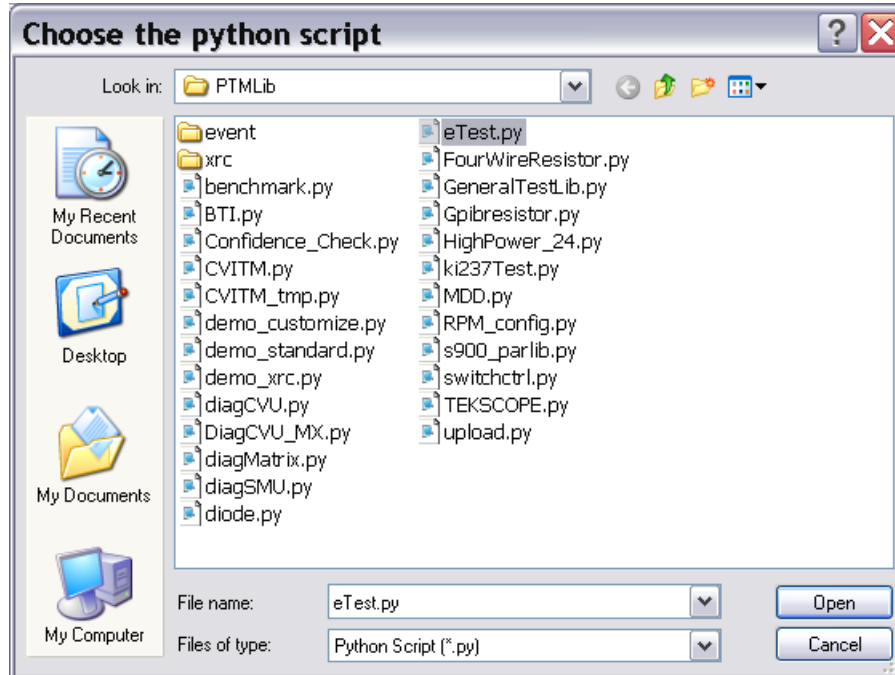 Choose the python script
Look in: PTMLib
My Recent
Documents
Desktop
My Documents
My Computer
event
xrc
benchmark.py
BTI.py
Confidence_Check.py
CVITM.py
CVITM_tmp.py
demo_customize.py
demo_standard.py
demo_xrc.py
diagCVU.py
DiagCVU_MX.py
diagMatrix.py
diagSMU.py
diode.py
eTest.py
FourWireResistor.py
GeneralTestLib.py
Gpibresistor.py
HighPower_24.py
ki237Test.py
MDD.py
RPM_config.py
s900_parlib.py
switchctrl.py
TEKSCOPE.py
upload.py
File name: eTest.py Open
Files of type: Python Script (*.py) Cancel